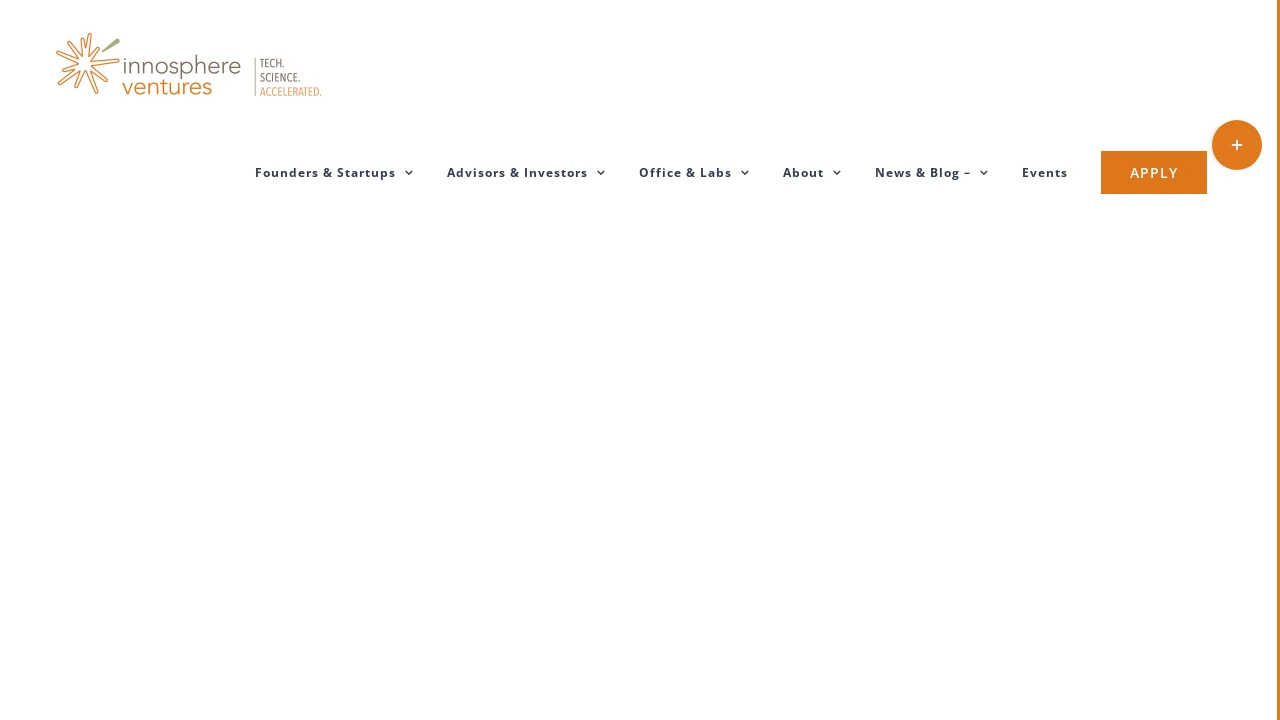 innosphere
ventures
TECH.
SCIENCE.
ACCELERATED.
Founders & Startups
Advisors & Investors
Office & Labs
About
News & Blog –
Events
APPLY